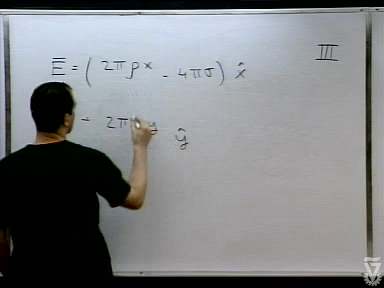 III
E̅ = ( 2πρx - 4πσ ) x̂
+ 2π y ŷ